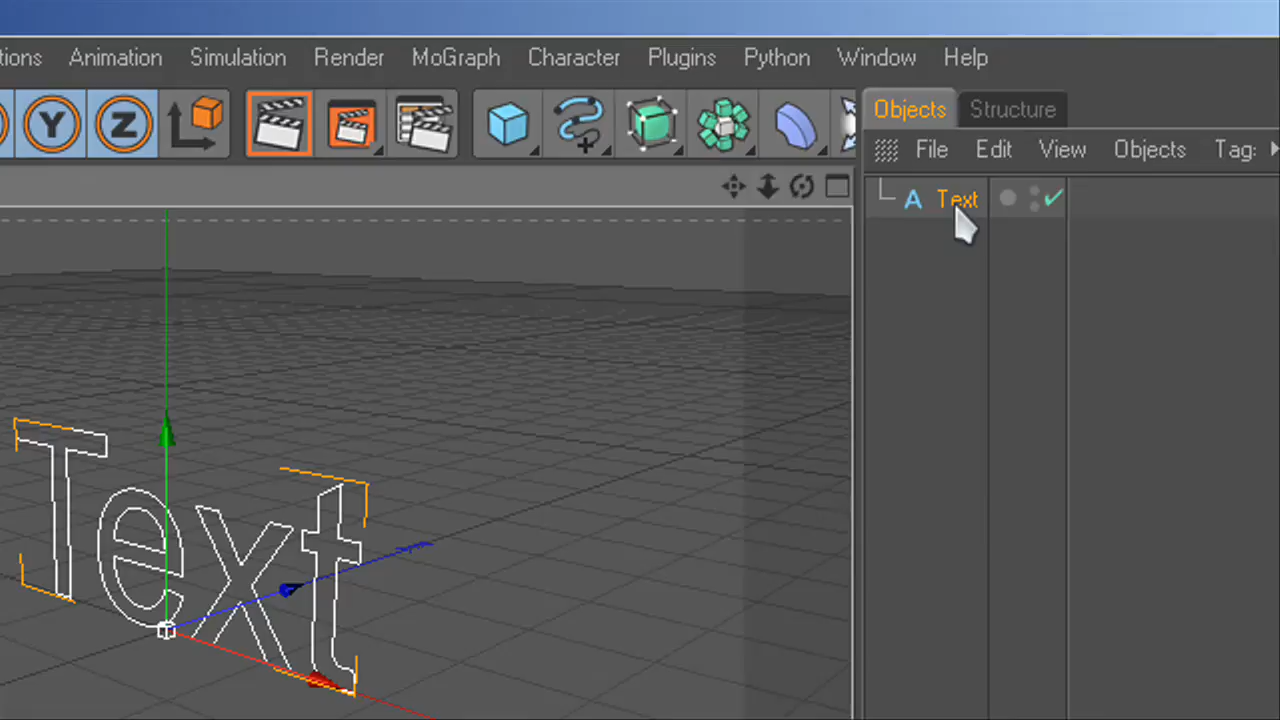 tions Animation Simulation Render MoGraph Character Plugins Python Window Help
Y Z
Objects Structure
File Edit View Objects Tag:
A Text
Text